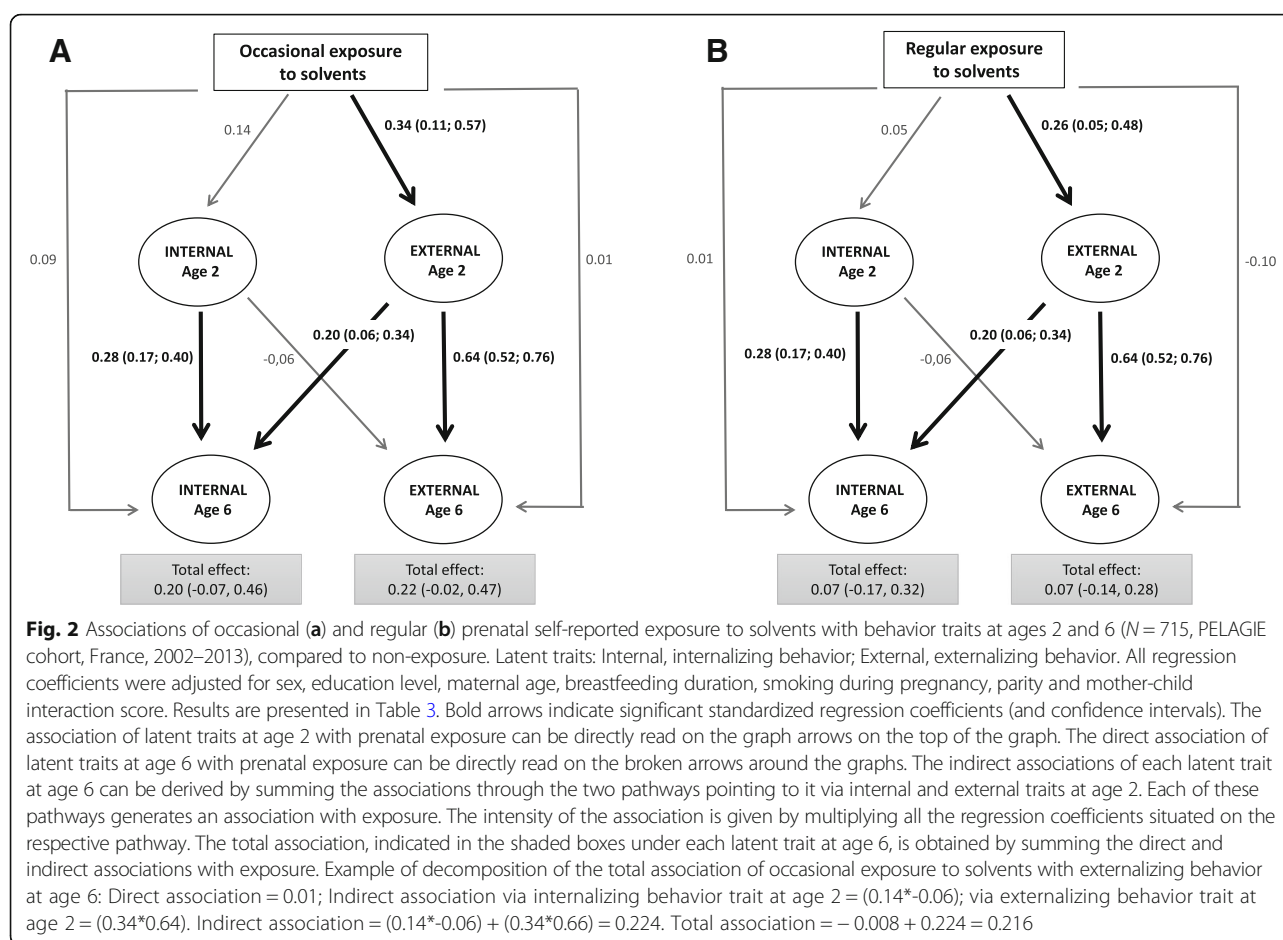 A
Occasional exposure
to solvents
0.14
0.34 (0.11; 0.57)
0.09
INTERNAL
Age 2
EXTERNAL
Age 2
0.01
0.28 (0.17; 0.40)
-0,06
0.20 (0.06; 0.34)
0.64 (0.52; 0.76)
INTERNAL
Age 6
EXTERNAL
Age 6
Total effect:
0.20 (-0.07, 0.46)
Total effect:
0.22 (-0.02, 0.47)
B
Regular exposure
to solvents
0.05
0.26 (0.05; 0.48)
0.01
INTERNAL
Age 2
EXTERNAL
Age 2
-0.10
0.28 (0.17; 0.40)
-0,06
0.20 (0.06; 0.34)
0.64 (0.52; 0.76)
INTERNAL
Age 6
EXTERNAL
Age 6
Total effect:
0.07 (-0.17, 0.32)
Total effect:
0.07 (-0.14, 0.28)
Fig. 2 Associations of occasional (a) and regular (b) prenatal self-reported exposure to solvents with behavior traits at ages 2 and 6 (N = 715, PELAGIE
cohort, France, 2002–2013), compared to non-exposure. Latent traits: Internal, internalizing behavior; External, externalizing behavior. All regression
coefficients were adjusted for sex, education level, maternal age, breastfeeding duration, smoking during pregnancy, parity and mother-child
interaction score. Results are presented in Table 3. Bold arrows indicate significant standardized regression coefficients (and confidence intervals). The
association of latent traits at age 2 with prenatal exposure can be directly read on the graph arrows on the top of the graph. The direct association of
latent traits at age 6 with prenatal exposure can be directly read on the broken arrows around the graphs. The indirect associations of each latent trait
at age 6 can be derived by summing the associations through the two pathways pointing to it via internal and external traits at age 2. Each of these
pathways generates an association with exposure. The intensity of the association is given by multiplying all the regression coefficients situated on the
respective pathway. The total association, indicated in the shaded boxes under each latent trait at age 6, is obtained by summing the direct and
indirect associations with exposure. Example of decomposition of the total association of occasional exposure to solvents with externalizing behavior
at age 6: Direct association = 0.01; Indirect association via internalizing behavior trait at age 2 = (0.14*-0.06); via externalizing behavior trait at
age 2 = (0.34*0.64). Indirect association = (0.14*-0.06) + (0.34*0.66) = 0.224. Total association = − 0.008 + 0.224 = 0.216